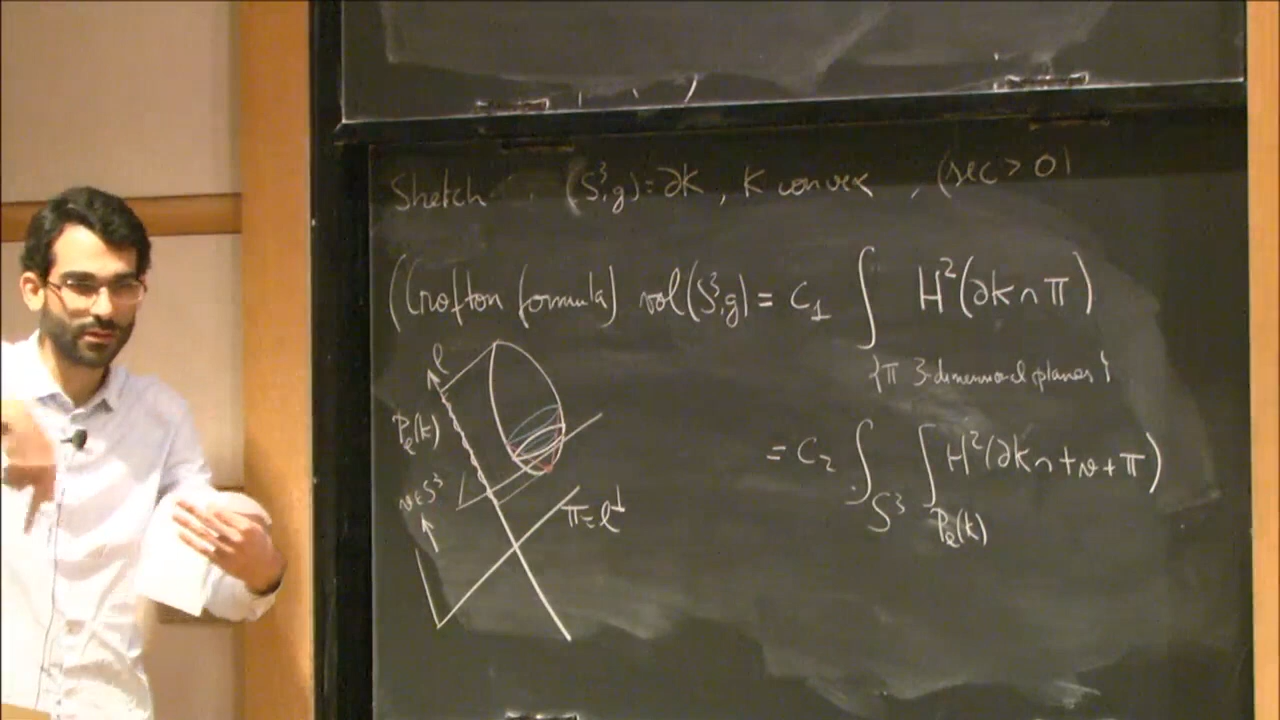 Sketch (S³,g)=∂K, K convex, (sec > 0)
(Crofton formula) vol(S³,g) = C₁ ∫ H²(∂K∩π)
{π 3-dimensional planes}
= C₂ ∫ ∫ H²(∂K∩ t v + π)
S³ Pℓ(K)
ℓ
Pℓ(K)
v∈S³
π=ℓ⊥